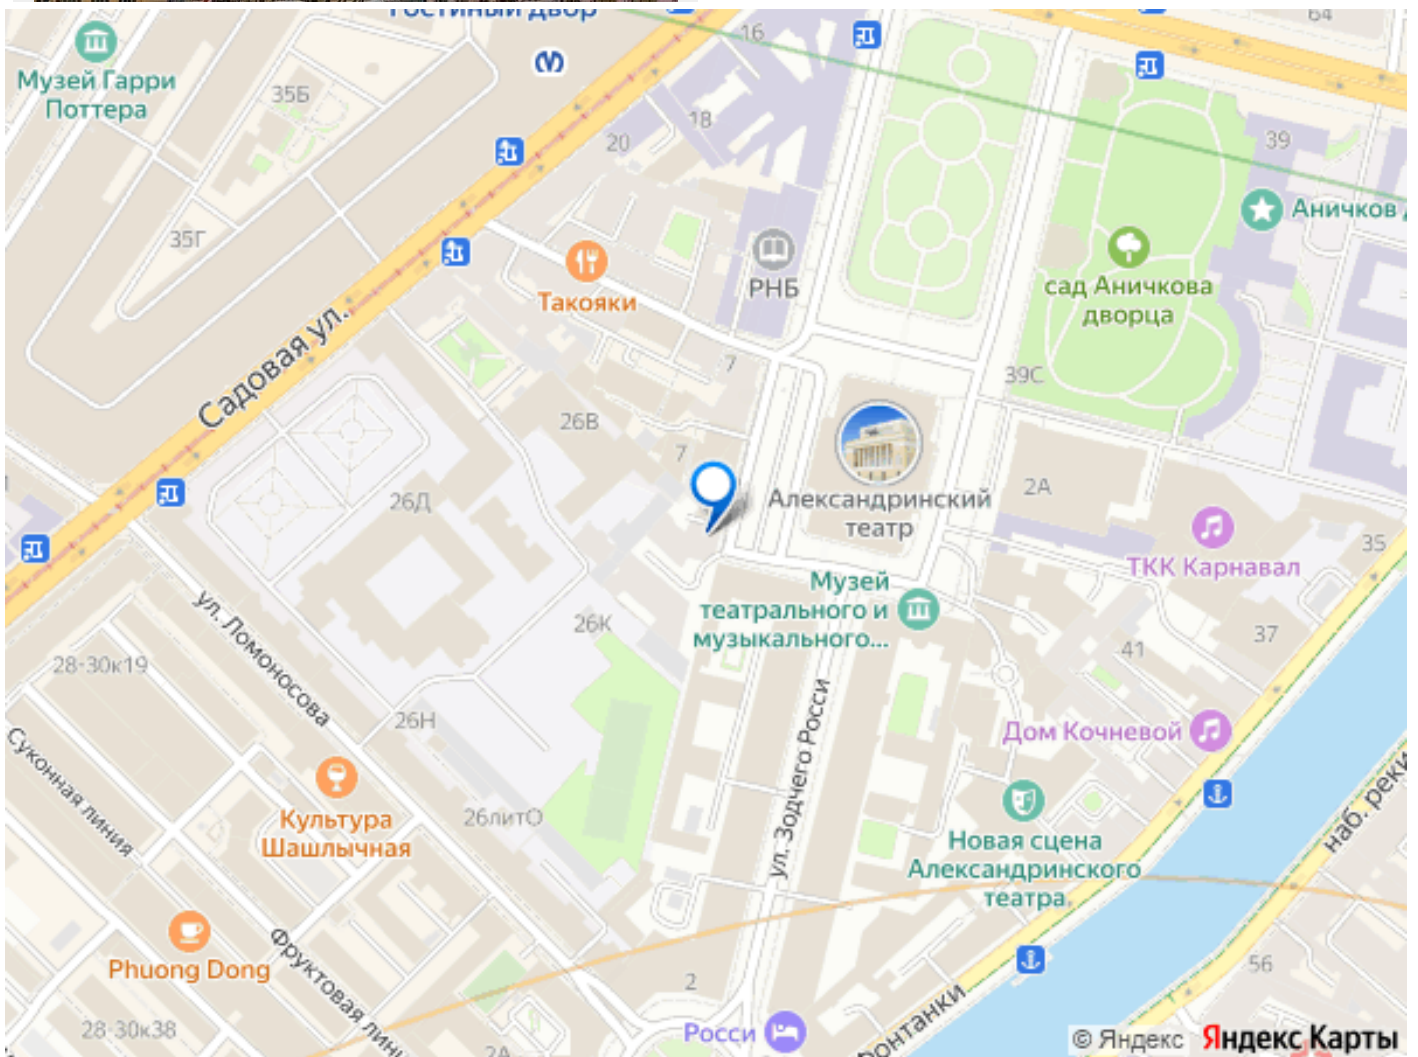 Гостиный двор
16
64
Музей Гарри
Поттера
35Б
18
20
39
Аничков д
35Г
РНБ
Такояки
сад Аничкова
дворца
Садовая ул.
7
39С
26В
7
2А
26Д
Александринский
театр
35
ТКК Карнавал
Музей
театрального и
музыкального...
ул. Ломоносова
26К
37
41
28-30к19
26Н
ул. Зодчего Росси
Дом Кочневой
Суконная линия
наб. реки
Культура
Шашлычная
26литО
Новая сцена
Александринского
театра
Phuong Dong
Фруктовая лини
56
2
Фонтанки
28-30к38
2А
Росси
© Яндекс Яндекс Карты